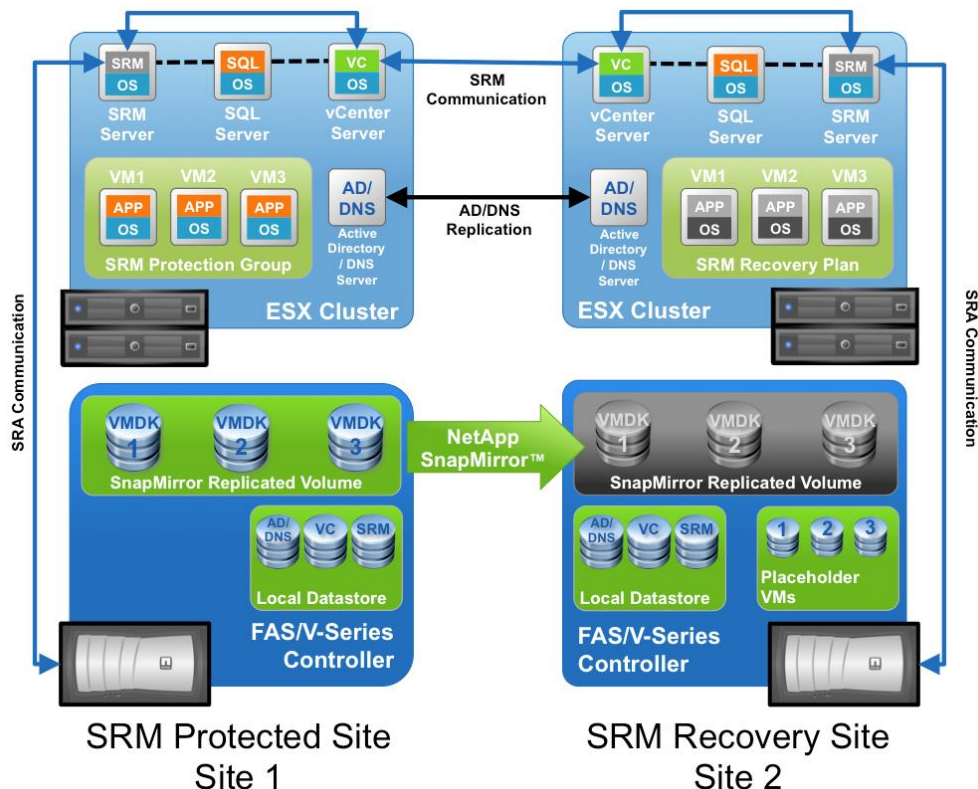 SRM
OS
SQL
OS
VC
OS
SRM
Server
SQL
Server
vCenter
Server
SRM
Communication
VC
OS
SQL
OS
SRM
OS
vCenter
Server
SQL
Server
SRM
Server
VM1
VM2
VM3
APP
OS
APP
OS
APP
OS
SRM Protection Group
AD/
DNS
Active
Directory
/ DNS
Server
ESX Cluster
AD/DNS
Replication
AD/
DNS
Active
Directory
/ DNS
Server
VM1
VM2
VM3
APP
OS
APP
OS
APP
OS
SRM Recovery Plan
ESX Cluster
SRA Communication
SRA Communication
VMDK
1
VMDK
2
VMDK
3
SnapMirror Replicated Volume
NetApp
SnapMirror™
VMDK
1
VMDK
2
VMDK
3
SnapMirror Replicated Volume
AD/
DNS
VC
SRM
Local Datastore
FAS/V-Series
Controller
AD/
DNS
VC
SRM
Local Datastore
1
2
3
Placeholder
VMs
FAS/V-Series
Controller
SRM Protected Site
Site 1
SRM Recovery Site
Site 2